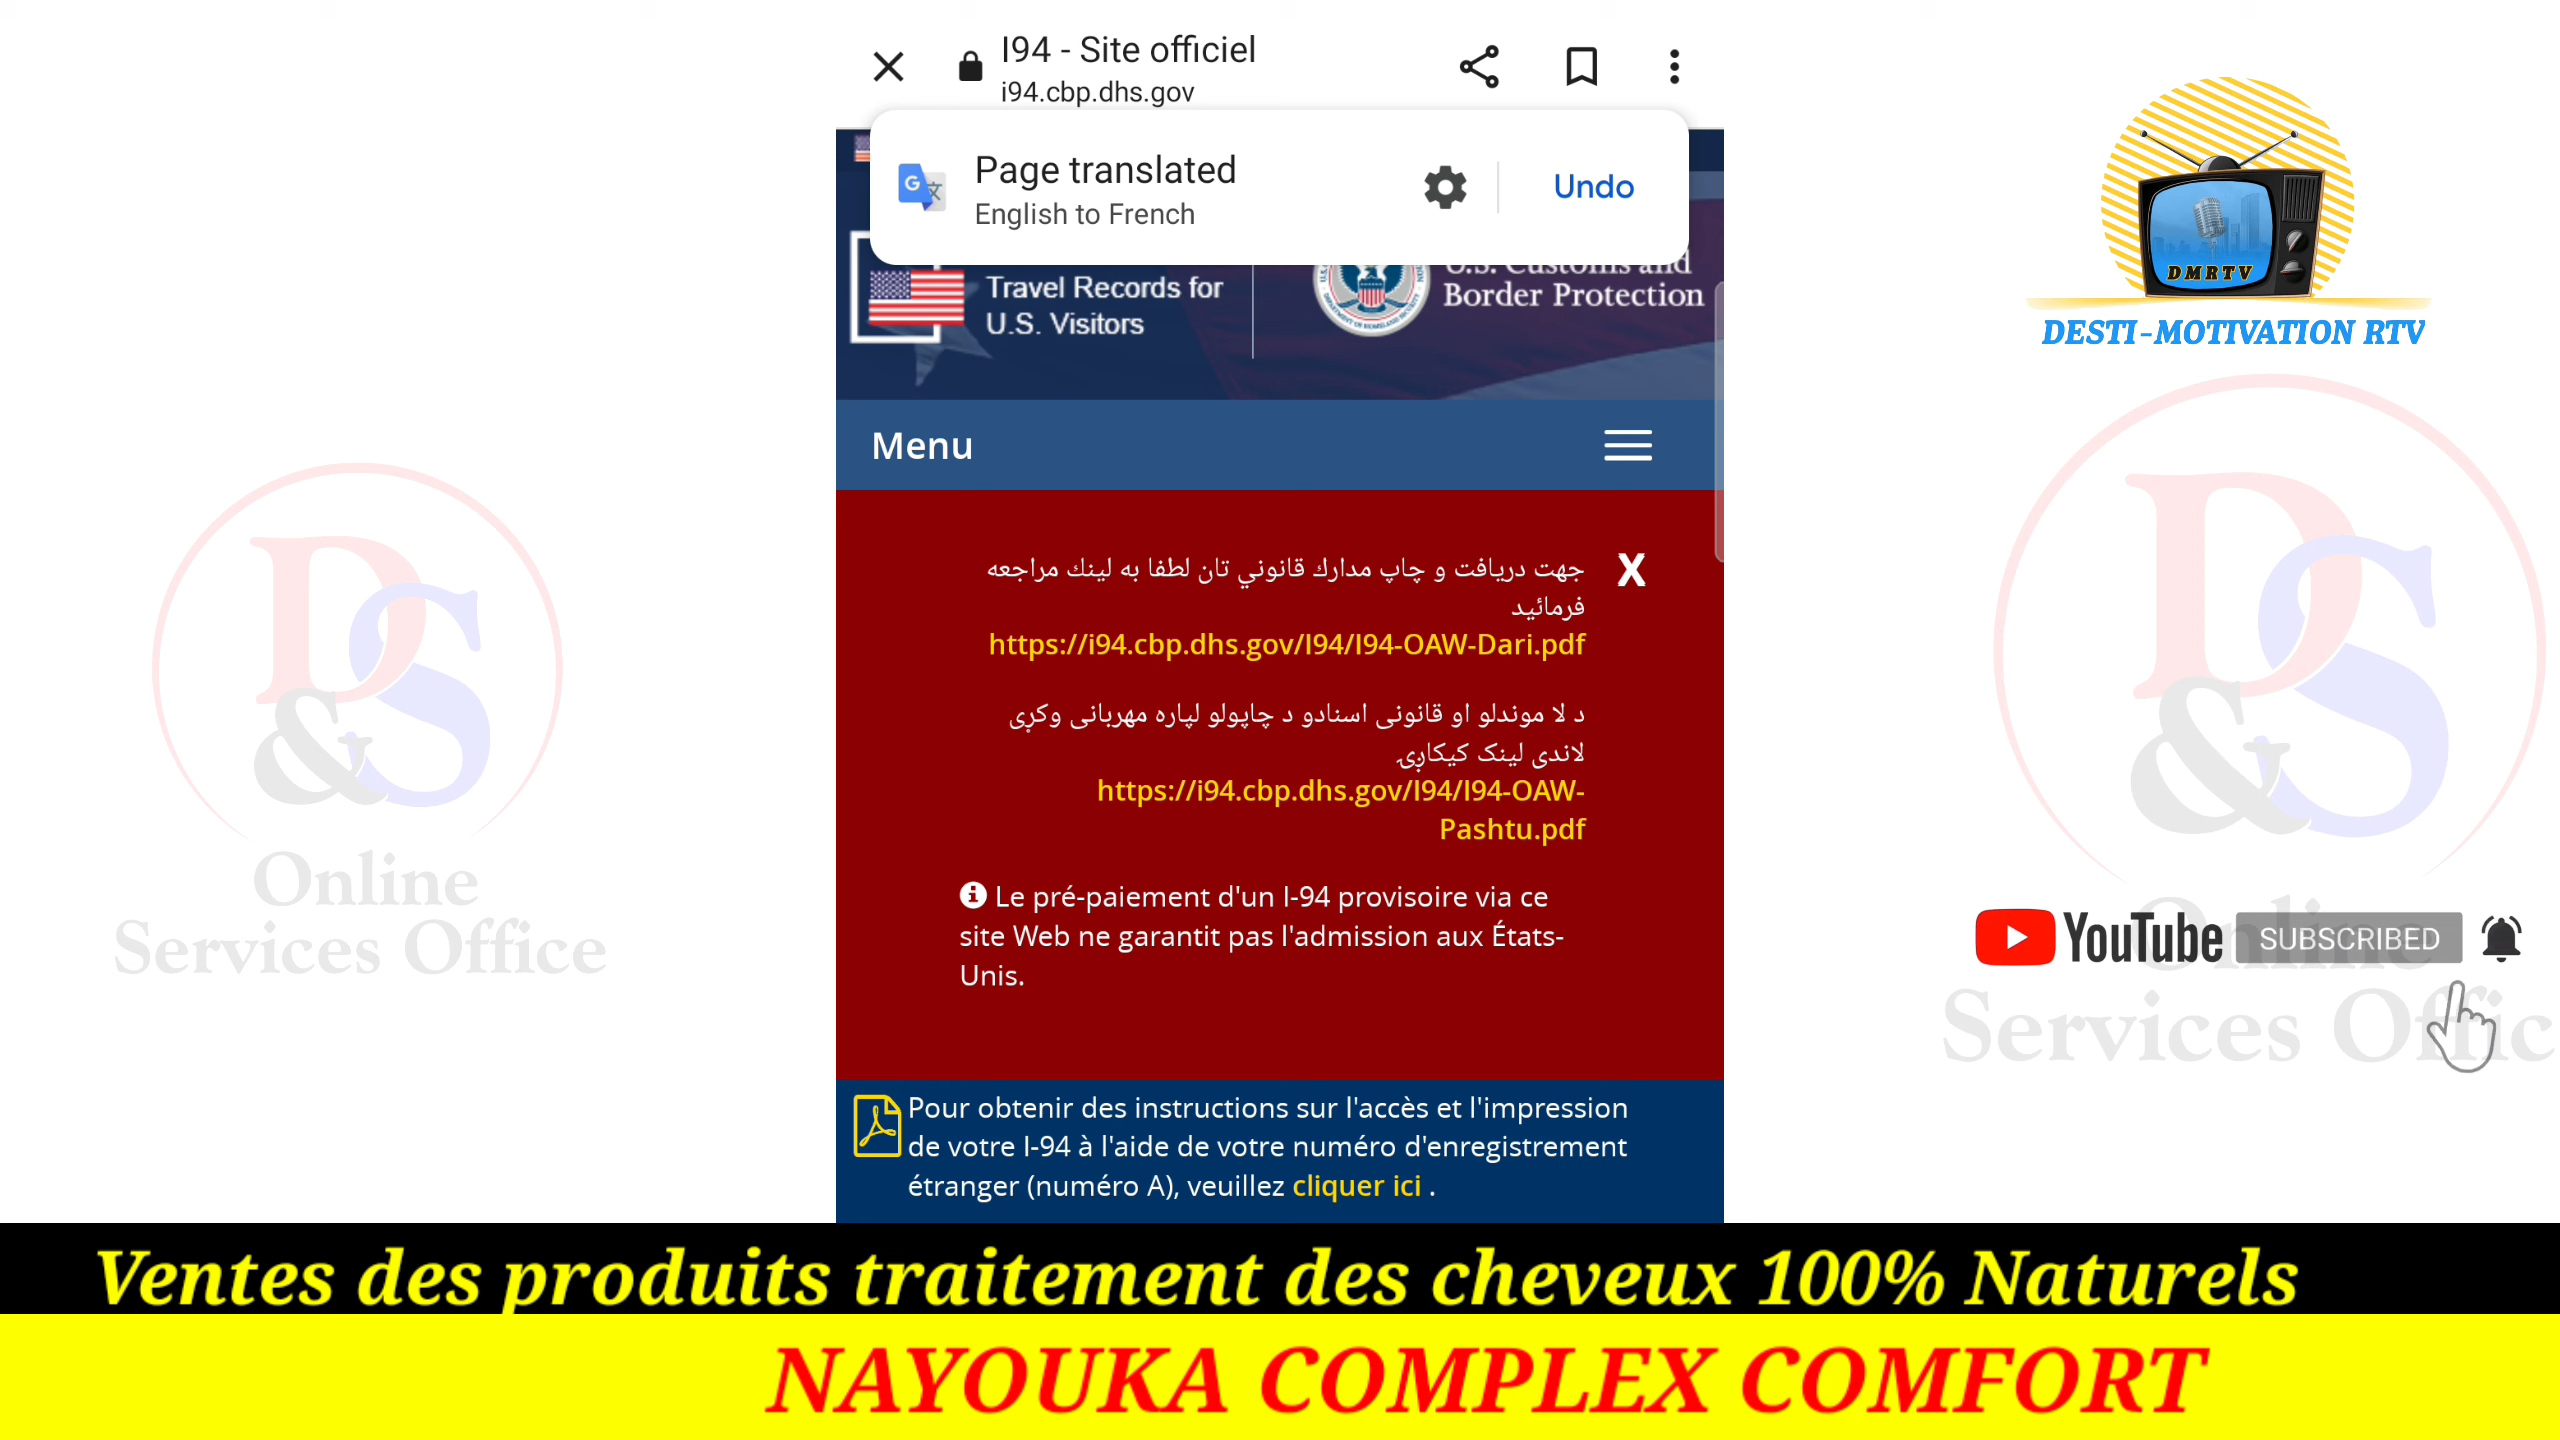 I94 - Site officiel
i94.cbp.dhs.gov
Page translated
English to French
Undo
Travel Records for
U.S. Visitors
U.S. Customs and
Border Protection
Menu
جهت دريافت و چاپ مدارك قانوني تان لطفا به لينك مراجعه
فرمائيد
X
https://i94.cbp.dhs.gov/I94/I94-OAW-Dari.pdf
د لا موندلو او قانونی اسنادو د چاپولو لپاره مهربانی وکړی
لاندی لینک کیکاږی.
https://i94.cbp.dhs.gov/I94/I94-OAW-
Pashtu.pdf
Le pré-paiement d'un I-94 provisoire via ce
site Web ne garantit pas l'admission aux États-
Unis.
Pour obtenir des instructions sur l'accès et l'impression
de votre I-94 à l'aide de votre numéro d'enregistrement
étranger (numéro A), veuillez cliquer ici .
DMRTV
DESTI-MOTIVATION RTV
D&S
Online
Services Office
D&S
Online
Services Offic
YouTube
SUBSCRIBED
Ventes des produits traitement des cheveux 100% Naturels
NAYOUKA COMPLEX COMFORT